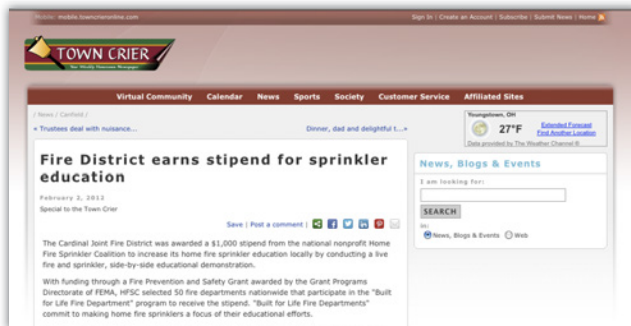 Mobile: mobile.towncrieronline.com
Sign In | Create an Account | Subscribe | Submit News | Home
TOWN CRIER
Your Weekly Hometown Newspaper
Virtual Community Calendar News Sports Society Customer Service Affiliated Sites
/ News / Canfield /
« Trustees deal with nuisance...
Dinner, dad and delightful t...»
Youngstown, OH
27°F
Extended Forecast
Find Another Location
Data provided by The Weather Channel ®
Fire District earns stipend for sprinkler
education
February 2, 2012
Special to the Town Crier
Save | Post a comment |
The Cardinal Joint Fire District was awarded a $1,000 stipend from the national nonprofit Home
Fire Sprinkler Coalition to increase its home fire sprinkler education locally by conducting a live
fire and sprinkler, side-by-side educational demonstration.
With funding through a Fire Prevention and Safety Grant awarded by the Grant Programs
Directorate of FEMA, HFSC selected 50 fire departments nationwide that participate in the "Built
for Life Fire Department" program to receive the stipend. "Built for Life Fire Departments"
commit to making home fire sprinklers a focus of their educational efforts.
News, Blogs & Events
I am looking for:
SEARCH
in:
News, Blogs & Events Web